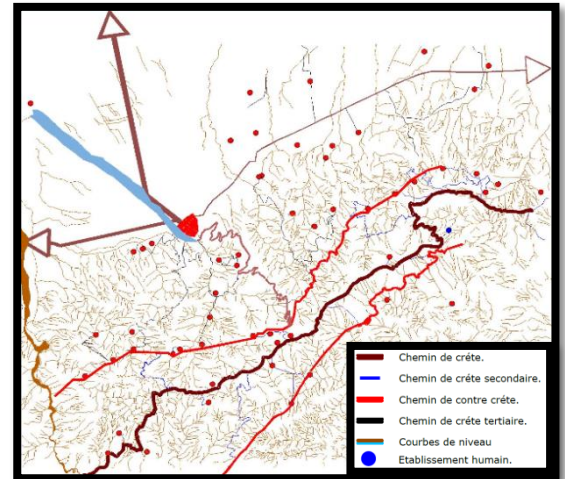 Chemin de créte.
Chemin de créte secondaire.
Chemin de contre créte.
Chemin de créte tertiaire.
Courbes de niveau
Etablissement humain.